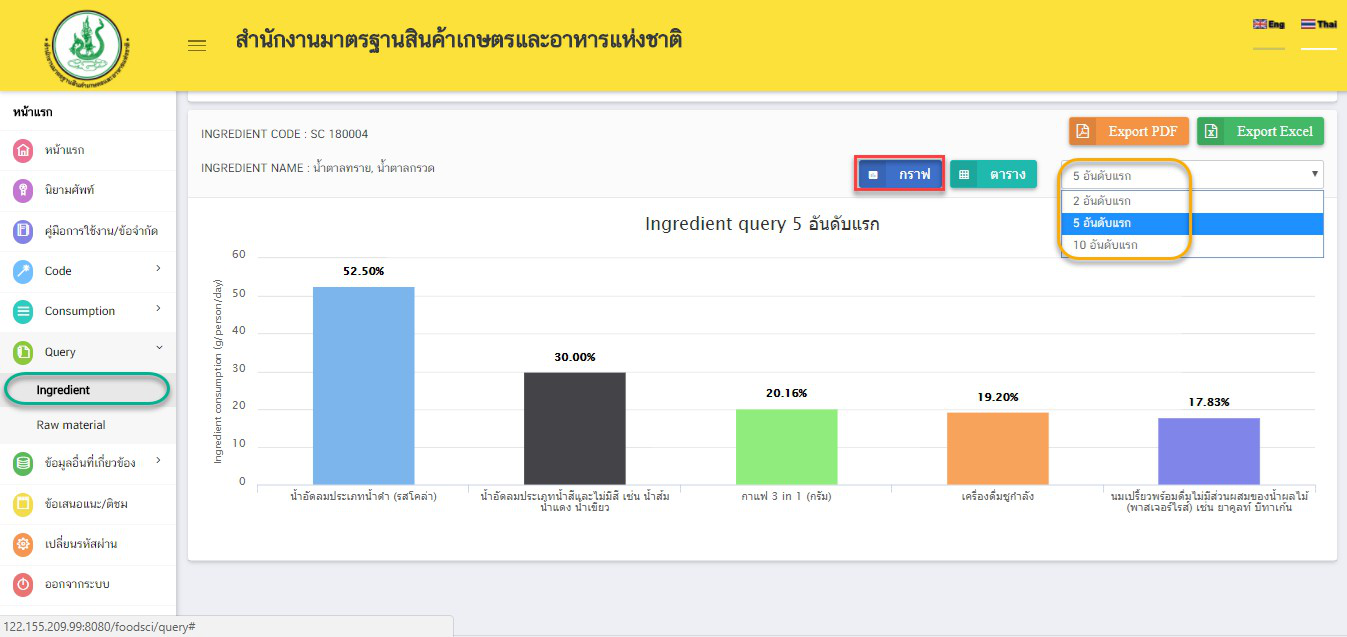 สำนักงานมาตรฐานสินค้าเกษตรและอาหารแห่งชาติ
Eng
Thai
หน้าแรก
หน้าแรก
นิยามศัพท์
คู่มือการใช้งาน/ข้อจำกัด
Code
Consumption
Query
Ingredient
Raw material
ข้อมูลอื่นที่เกี่ยวข้อง
ข้อเสนอแนะ/ติชม
เปลี่ยนรหัสผ่าน
ออกจากระบบ
INGREDIENT CODE : SC 180004
Export PDF
Export Excel
INGREDIENT NAME : น้ำตาลทราย, น้ำตาลกรวด
กราฟ
ตาราง
5 อันดับแรก
2 อันดับแรก
5 อันดับแรก
10 อันดับแรก
Ingredient query 5 อันดับแรก
Ingredient consumption (g/person/day)
60
50
40
30
20
10
0
52.50%
30.00%
20.16%
19.20%
17.83%
น้ำอัดลมประเภทน้ำดำ (รสโคล่า)
น้ำอัดลมประเภทน้ำสีและไม่มีสี เช่น น้ำส้ม
น้ำแดง น้ำเขียว
กาแฟ 3 in 1 (กรัม)
เครื่องดื่มชูกำลัง
นมเปรี้ยวพร้อมดื่มไม่มีส่วนผสมของน้ำผลไม้
(พาสเจอร์ไรส์) เช่น ยาคูลท์ บีทาเก้น
122.155.209.99:8080/foodsci/query#